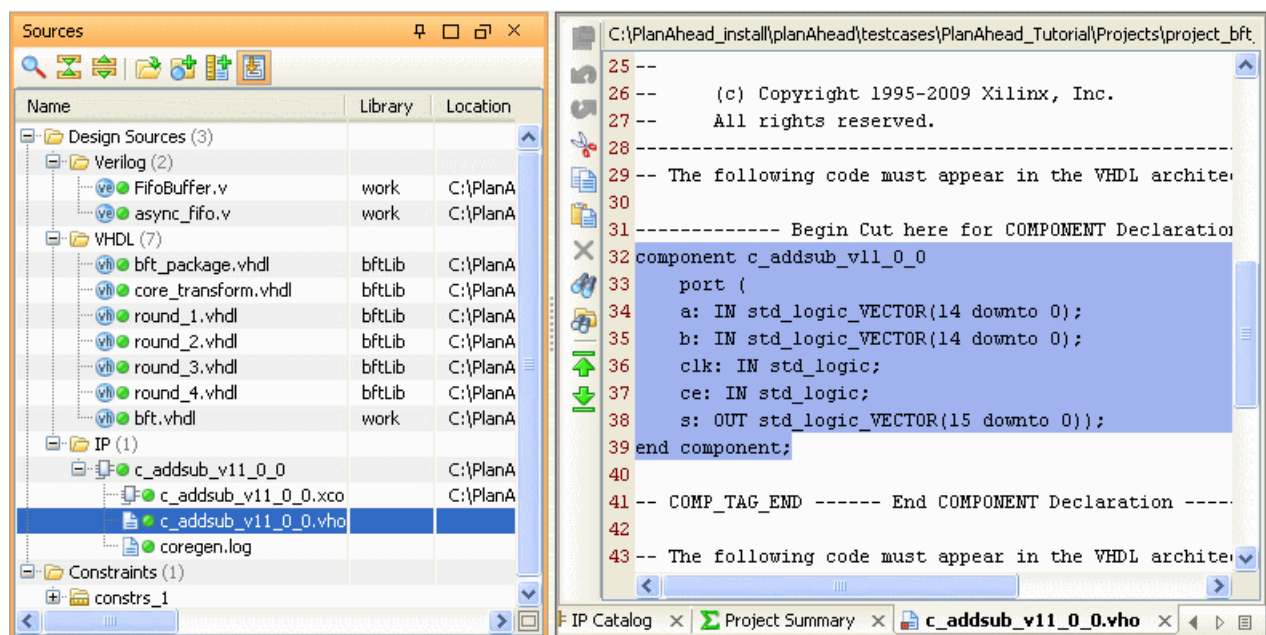 Sources
Name Library Location
Design Sources (3)
Verilog (2)
FifoBuffer.v work C:\PlanA
async_fifo.v work C:\PlanA
VHDL (7)
bft_package.vhdl bftLib C:\PlanA
core_transform.vhdl bftLib C:\PlanA
round_1.vhdl bftLib C:\PlanA
round_2.vhdl bftLib C:\PlanA
round_3.vhdl bftLib C:\PlanA
round_4.vhdl bftLib C:\PlanA
bft.vhdl work C:\PlanA
IP (1)
c_addsub_v11_0_0 C:\PlanA
c_addsub_v11_0_0.xco C:\PlanA
c_addsub_v11_0_0.vho
coregen.log
Constraints (1)
constrs_1
C:\PlanAhead_install\planAhead\testcases\PlanAhead_Tutorial\Projects\project_bft_
25 --
26 -- (c) Copyright 1995-2009 Xilinx, Inc.
27 -- All rights reserved.
28 --------------------------------------------------------
29 -- The following code must appear in the VHDL archite
30
31 ------------- Begin Cut here for COMPONENT Declaration
32 component c_addsub_v11_0_0
33 port (
34 a: IN std_logic_VECTOR(14 downto 0);
35 b: IN std_logic_VECTOR(14 downto 0);
36 clk: IN std_logic;
37 ce: IN std_logic;
38 s: OUT std_logic_VECTOR(15 downto 0));
39 end component;
40
41 -- COMP_TAG_END ------ End COMPONENT Declaration -----
42
43 -- The following code must appear in the VHDL archite
IP Catalog Project Summary c_addsub_v11_0_0.vho